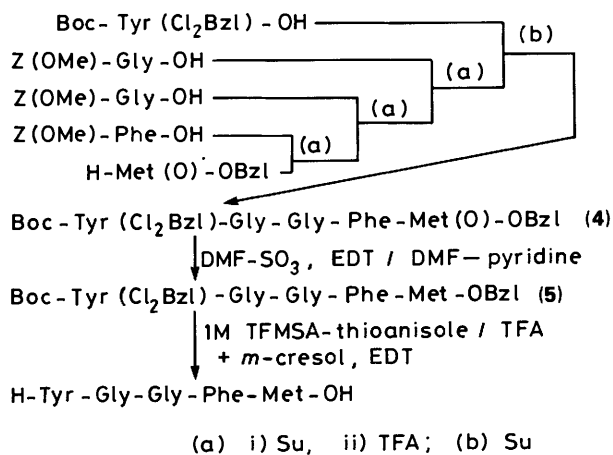 Boc-Tyr(Cl₂Bzl)-OH
(b)
Z(OMe)-Gly-OH
(a)
Z(OMe)-Gly-OH
(a)
Z(OMe)-Phe-OH
(a)
H-Met(O)-OBzl
Boc-Tyr(Cl₂Bzl)-Gly-Gly-Phe-Met(O)-OBzl (4)
DMF-SO₃, EDT / DMF-pyridine
Boc-Tyr(Cl₂Bzl)-Gly-Gly-Phe-Met-OBzl (5)
1M TFMSA-thioanisole / TFA
+ m-cresol, EDT
H-Tyr-Gly-Gly-Phe-Met-OH
(a) i) Su, ii) TFA; (b) Su